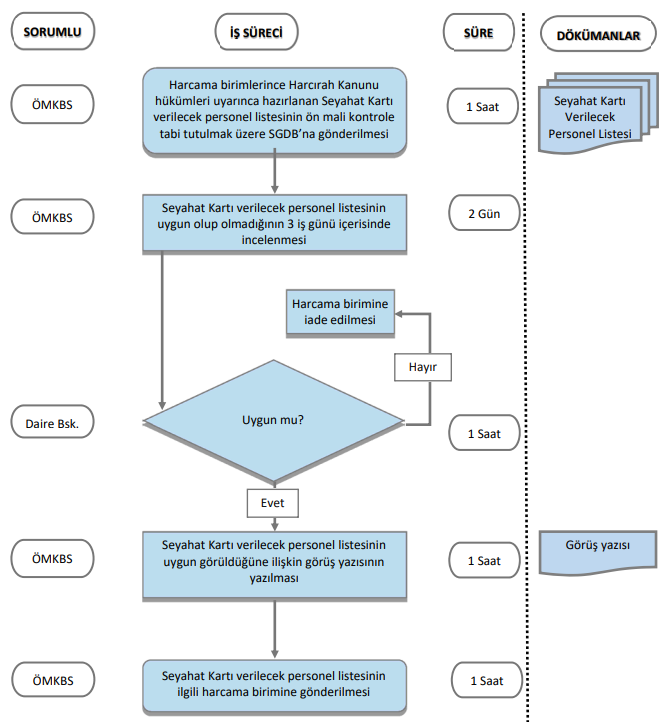 SORUMLU
İŞ SÜRECİ
SÜRE
DÖKÜMANLAR
ÖMKBS
Harcama birimlerince Harcırah Kanunu
hükümleri uyarınca hazırlanan Seyahat Kartı
verilecek personel listesinin ön mali kontrole
tabi tutulmak üzere SGDB’na gönderilmesi
1 Saat
Seyahat Kartı
Verilecek
Personel Listesi
ÖMKBS
Seyahat Kartı verilecek personel listesinin
uygun olup olmadığının 3 iş günü içerisinde
incelenmesi
2 Gün
Harcama birimine
iade edilmesi
Hayır
Daire Bsk.
Uygun mu?
1 Saat
Evet
ÖMKBS
Seyahat Kartı verilecek personel listesinin
uygun görüldüğüne ilişkin görüş yazısının
yazılması
1 Saat
Görüş yazısı
ÖMKBS
Seyahat Kartı verilecek personel listesinin
ilgili harcama birimine gönderilmesi
1 Saat